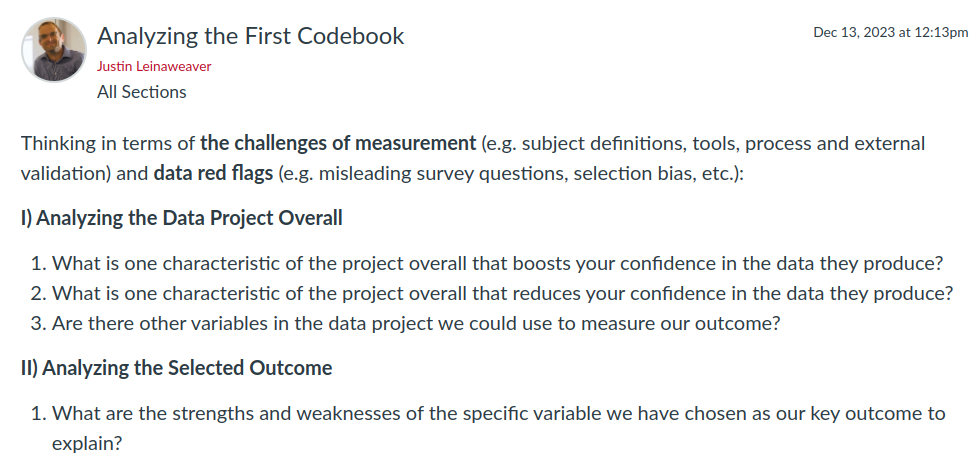 Analyzing the First Codebook
Dec 13, 2023 at 12:13pm
Justin Leinaweaver
All Sections
Thinking in terms of the challenges of measurement (e.g. subject definitions, tools, process and external
validation) and data red flags (e.g. misleading survey questions, selection bias, etc.):
I) Analyzing the Data Project Overall
1. What is one characteristic of the project overall that boosts your confidence in the data they produce?
2. What is one characteristic of the project overall that reduces your confidence in the data they produce?
3. Are there other variables in the data project we could use to measure our outcome?
II) Analyzing the Selected Outcome
1. What are the strengths and weaknesses of the specific variable we have chosen as our key outcome to
explain?